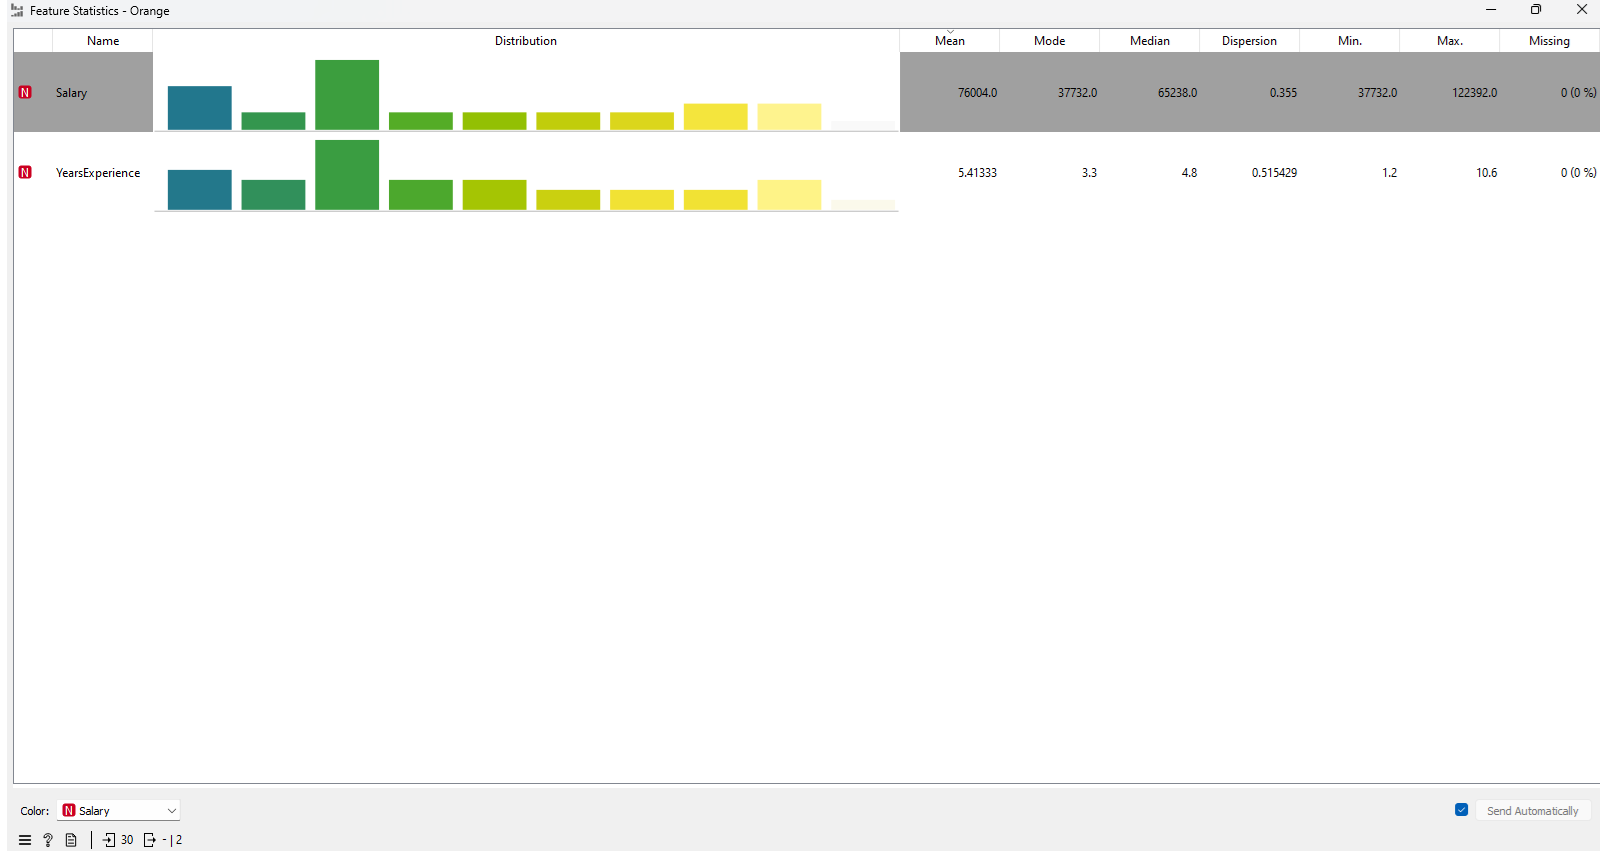 Feature Statistics - Orange
Name Distribution Mean Mode Median Dispersion Min. Max. Missing
N Salary 76004.0 37732.0 65238.0 0.355 37732.0 122392.0 0 (0 %)
N YearsExperience 5.41333 3.3 4.8 0.515429 1.2 10.6 0 (0 %)
Color: N Salary Send Automatically
? 30 - | 2